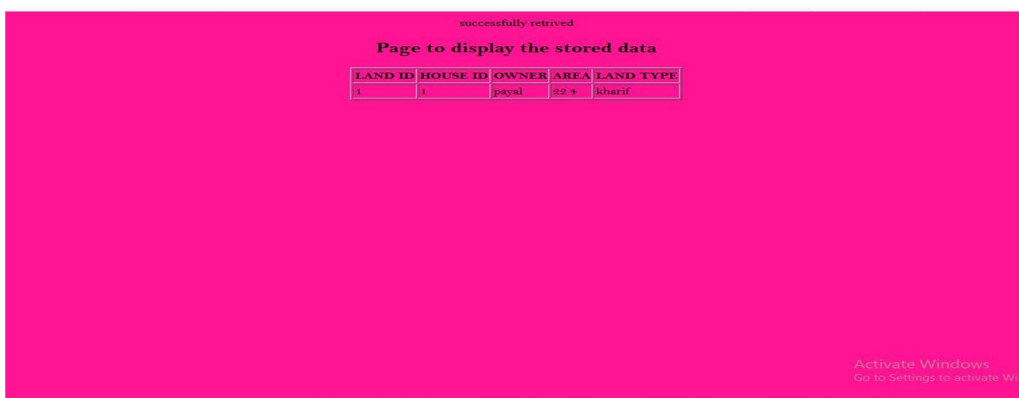 successfully retrived
Page to display the stored data
LAND ID HOUSE ID OWNER AREA LAND TYPE
1 1 payal 22.4 kharif
Activate Windows
Go to Settings to activate Wi